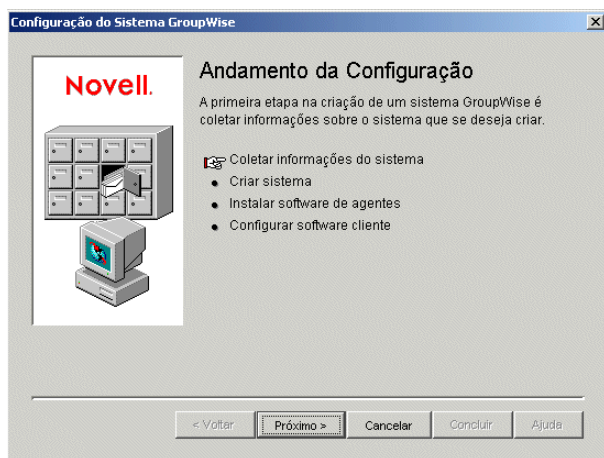 Configuração do Sistema GroupWise
Novell.
Andamento da Configuração
A primeira etapa na criação de um sistema GroupWise é
coletar informações sobre o sistema que se deseja criar.
Coletar informações do sistema
Criar sistema
Instalar software de agentes
Configurar software cliente
< Voltar
Próximo »
Cancelar
Concluir
Ajuda